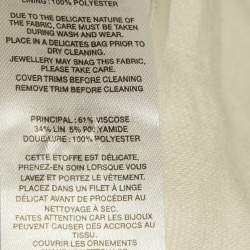 LINING : 100% POLYESTER
DUE TO THE DELICATE NATURE OF
THE FABRIC, CARE MUST BE TAKEN
DURING WASH AND WEAR.
PLACE IN A DELICATES BAG PRIOR TO
DRY CLEANING.
JEWELLERY MAY SNAG THIS FABRIC,
PLEASE TAKE CARE.
COVER TRIMS BEFORE CLEANING
REMOVE TRIM BEFORE CLEANING
PRINCIPAL : 61% VISCOSE
34% LIN 5% POLYAMIDE
DOUBLURE : 100% POLYESTER
CETTE ÉTOFFE EST DÉLICATE,
PRENEZ-EN SOIN LORSQUE VOUS
LAVEZ ET PORTEZ LE VÊTEMENT.
PLACEZ DANS UN FILET À LINGE
DÉLICAT AVANT DE PROCÉDER AU
NETTOYAGE À SEC.
FAITES ATTENTION CAR LES BIJOUX
PEUVENT CAUSER DES ACCROCS AU
TISSU.
COUVRIR LES ORNEMENTS